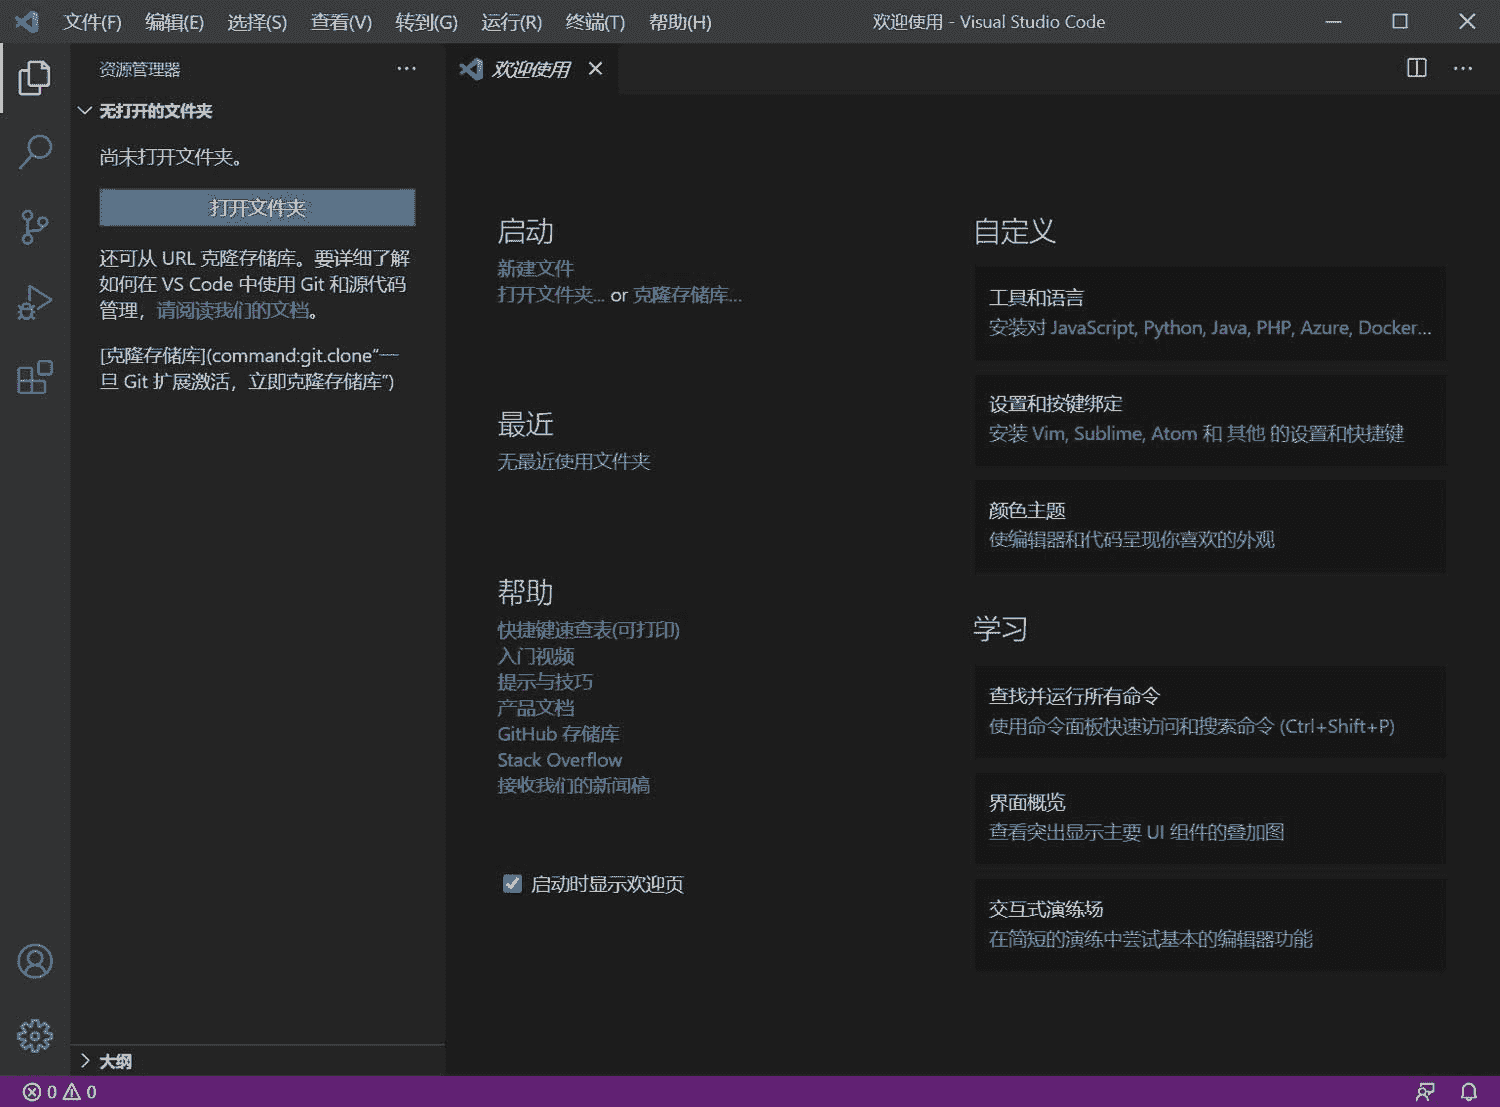 文件(F) 编辑(E) 选择(S) 查看(V) 转到(G) 运行(R) 终端(T) 帮助(H) 欢迎使用 - Visual Studio Code
资源管理器
无打开的文件夹
尚未打开文件夹。
打开文件夹
还可从 URL 克隆存储库。要详细了解
如何在 VS Code 中使用 Git 和源代码
管理，请阅读我们的文档。
[克隆存储库](command:git.clone“一
旦 Git 扩展激活，立即克隆存储库”)
大纲
欢迎使用
启动
新建文件
打开文件夹... or 克隆存储库...
最近
无最近使用文件夹
帮助
快捷键速查表(可打印)
入门视频
提示与技巧
产品文档
GitHub 存储库
Stack Overflow
接收我们的新闻稿
启动时显示欢迎页
自定义
工具和语言
安装对 JavaScript, Python, Java, PHP, Azure, Docker...
设置和按键绑定
安装 Vim, Sublime, Atom 和 其他 的设置和快捷键
颜色主题
使编辑器和代码呈现你喜欢的外观
学习
查找并运行所有命令
使用命令面板快速访问和搜索命令 (Ctrl+Shift+P)
界面概览
查看突出显示主要 UI 组件的叠加图
交互式演练场
在简短的演练中尝试基本的编辑器功能
0 0